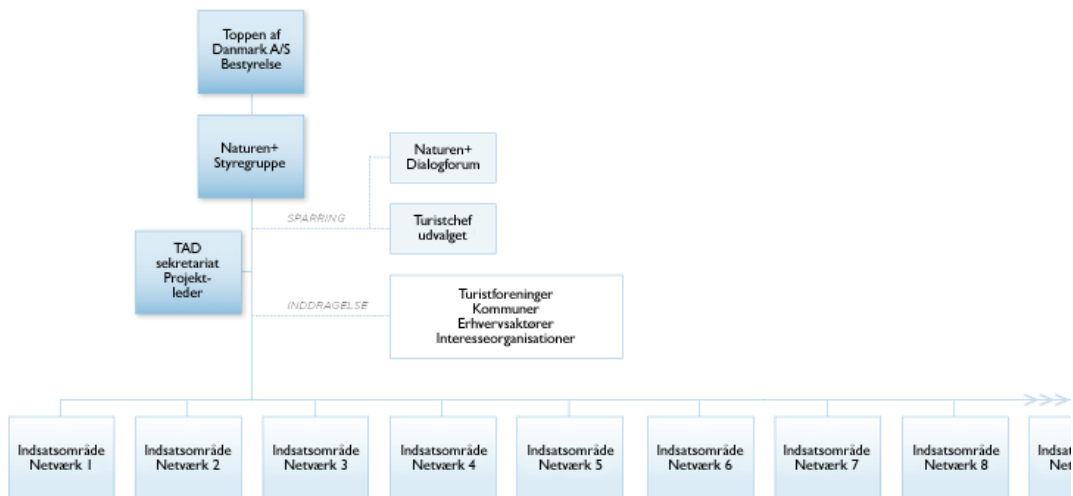 Toppen af
Danmark A/S
Bestyrelse
Naturen+
Styregruppe
Naturen+
Dialogforum
SPARRING
Turistchef
udvalget
TAD
sekretariat
Projekt-
leder
INDDRAGELSE
Turistforeninger
Kommuner
Erhvervsaktører
Interesseorganisationer
Indsatsområde
Netværk 1
Indsatsområde
Netværk 2
Indsatsområde
Netværk 3
Indsatsområde
Netværk 4
Indsatsområde
Netværk 5
Indsatsområde
Netværk 6
Indsatsområde
Netværk 7
Indsatsområde
Netværk 8